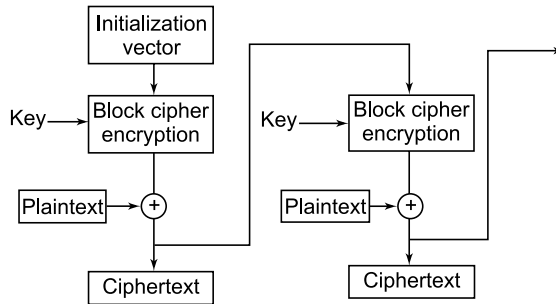 Initialization
vector
Key
Block cipher
encryption
Plaintext
+
Ciphertext
Key
Block cipher
encryption
Plaintext
+
Ciphertext